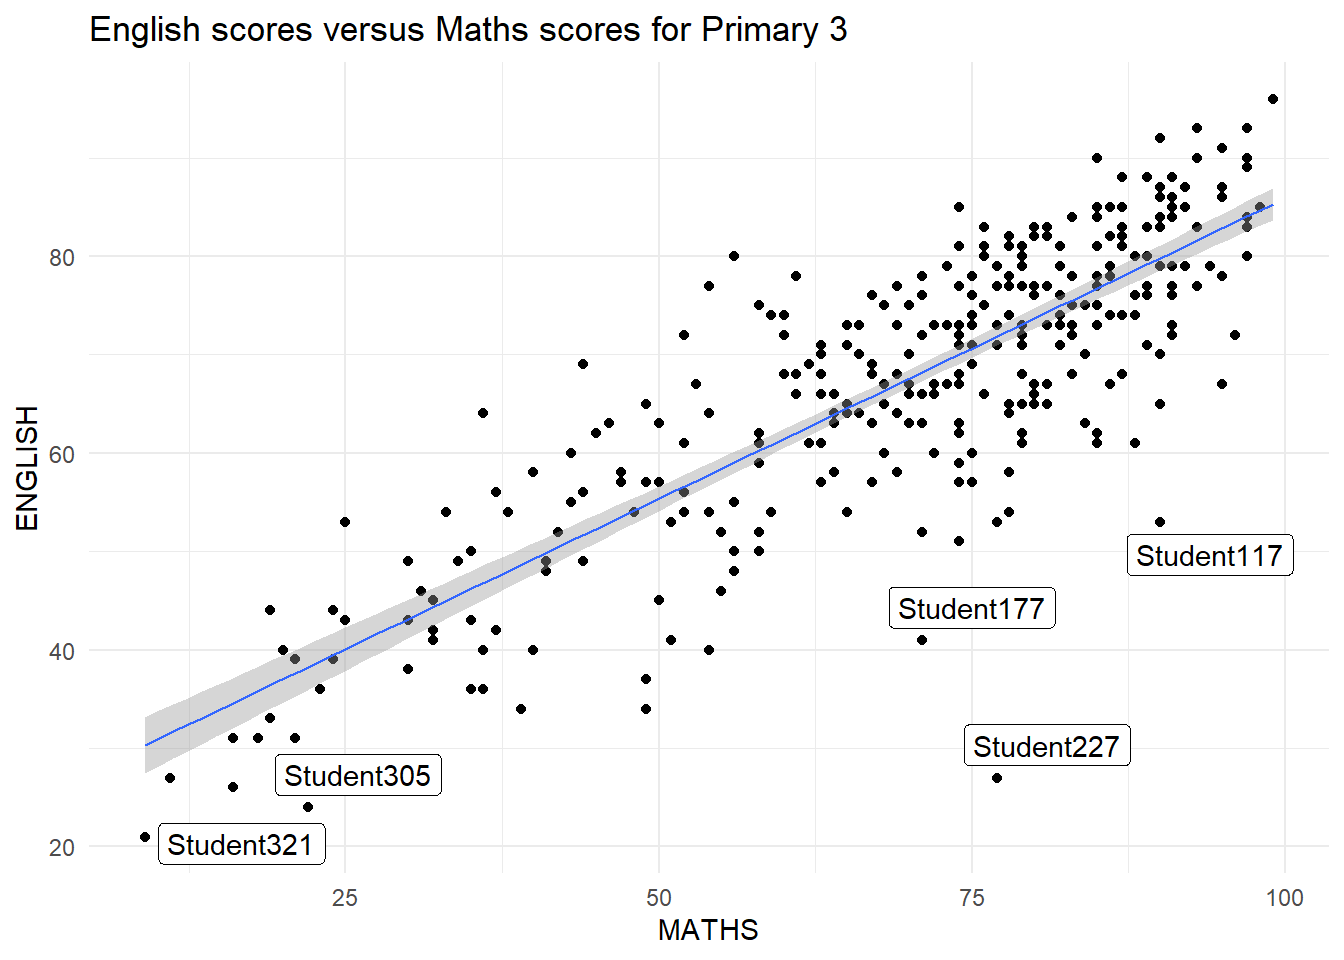 English scores versus Maths scores for Primary 3
ENGLISH
80
60
40
20
Student117
Student177
Student227
Student305
Student321
25 50 75 100
MATHS